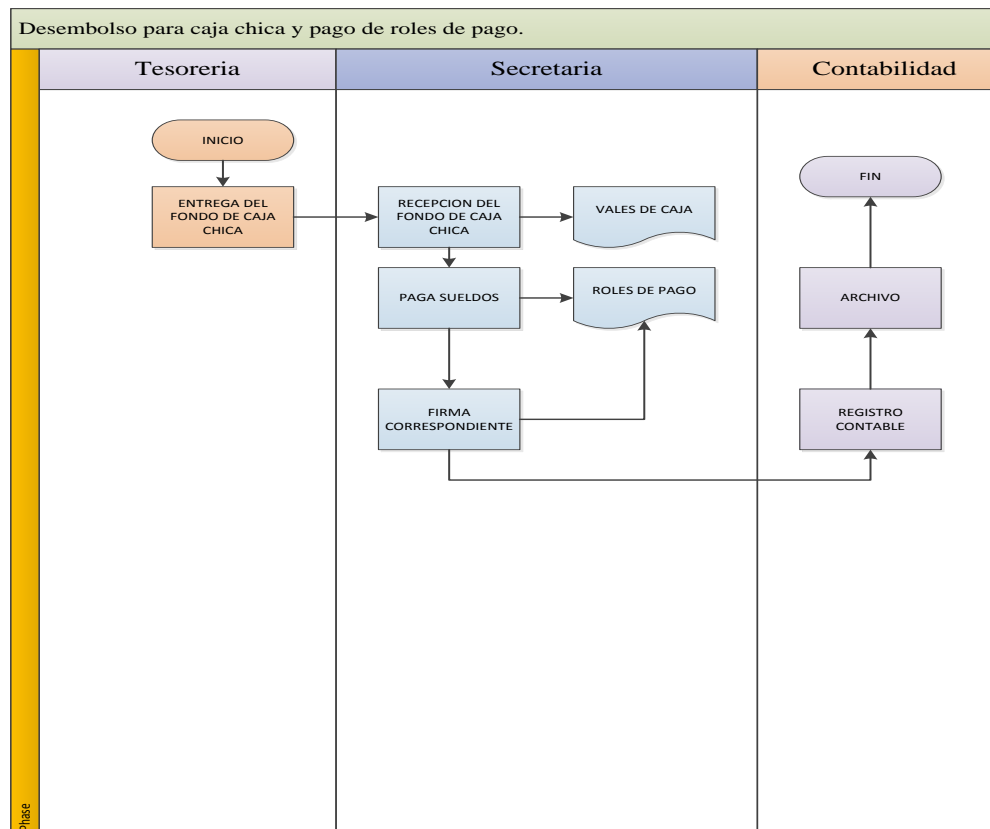 Desembolso para caja chica y pago de roles de pago.
Tesoreria
Secretaria
Contabilidad
INICIO
ENTREGA DEL
FONDO DE CAJA
CHICA
RECEPCION DEL
FONDO DE CAJA
CHICA
VALES DE CAJA
PAGA SUELDOS
ROLES DE PAGO
FIRMA
CORRESPONDIENTE
FIN
ARCHIVO
REGISTRO
CONTABLE
Phase